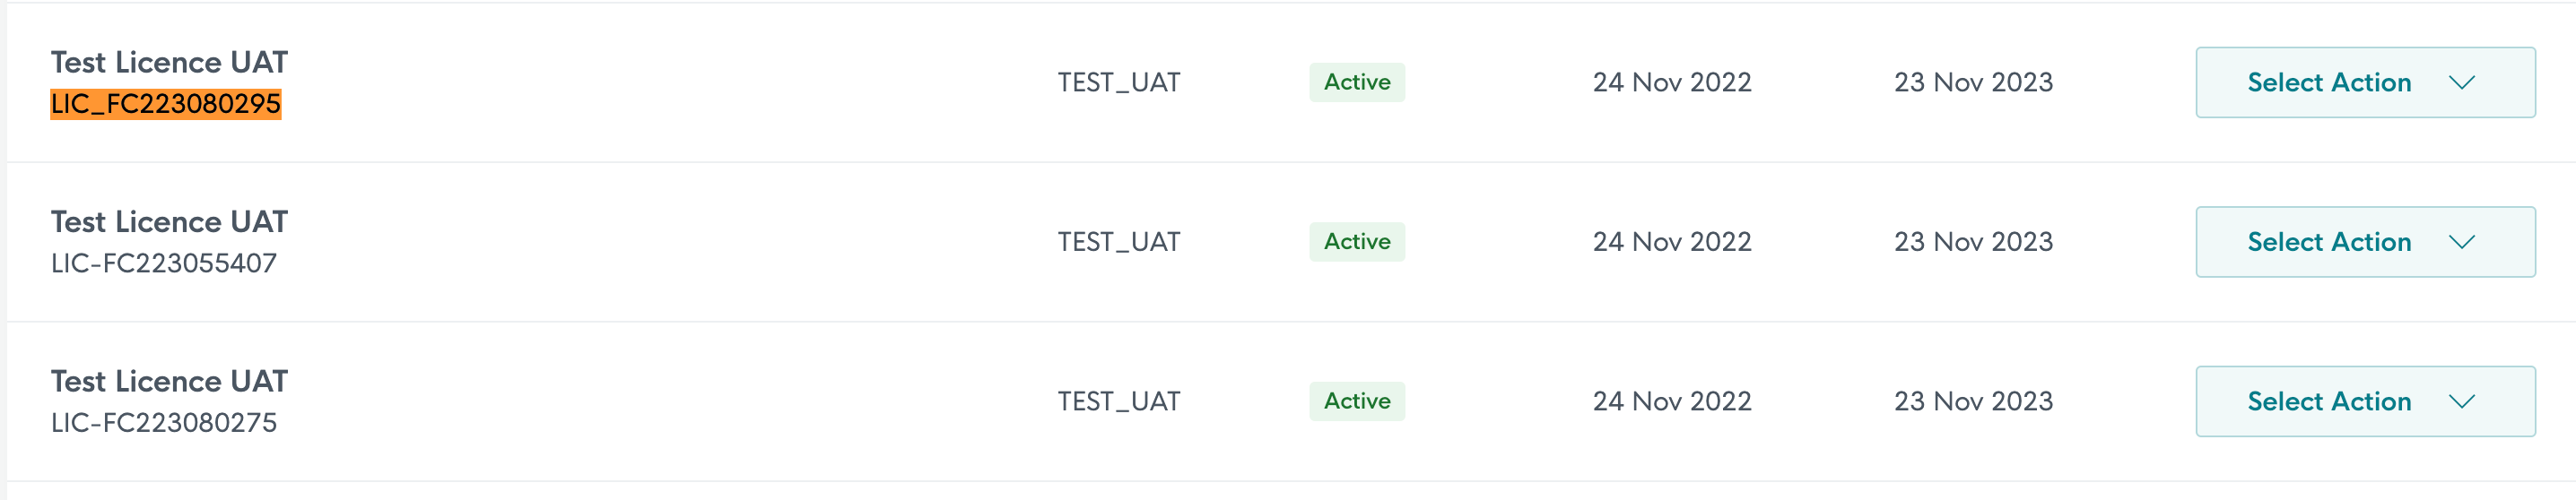 Test Licence UAT
LIC_FC223080295
TEST_UAT
Active
24 Nov 2022
23 Nov 2023
Select Action
Test Licence UAT
LIC-FC223055407
TEST_UAT
Active
24 Nov 2022
23 Nov 2023
Select Action
Test Licence UAT
LIC-FC223080275
TEST_UAT
Active
24 Nov 2022
23 Nov 2023
Select Action